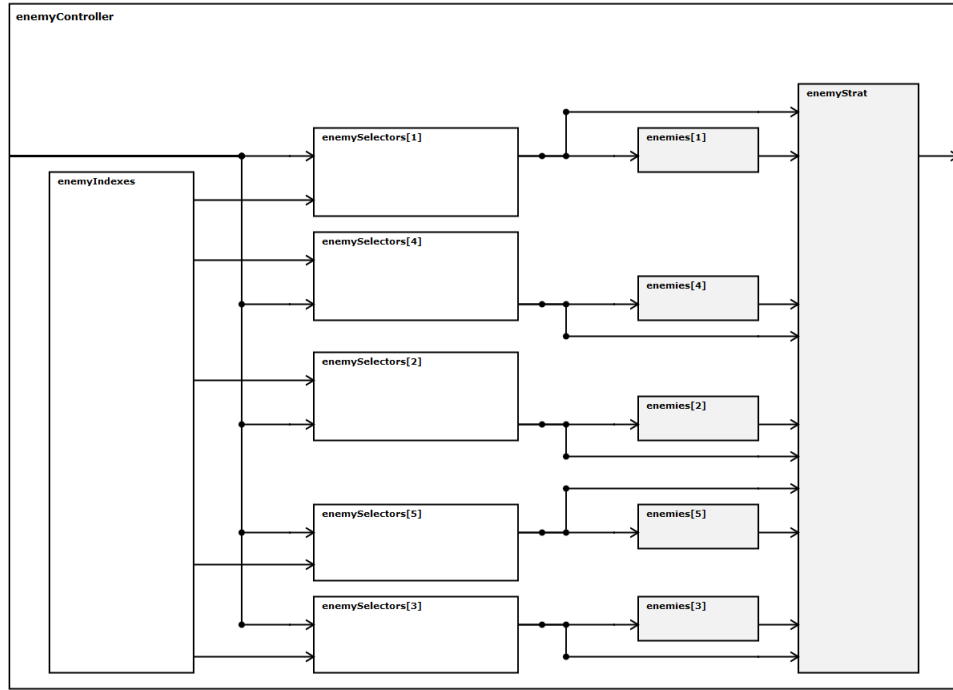 enemyController
enemyStrat
enemySelectors[1]
enemies[1]
enemyIndexes
enemySelectors[4]
enemies[4]
enemySelectors[2]
enemies[2]
enemySelectors[5]
enemies[5]
enemySelectors[3]
enemies[3]